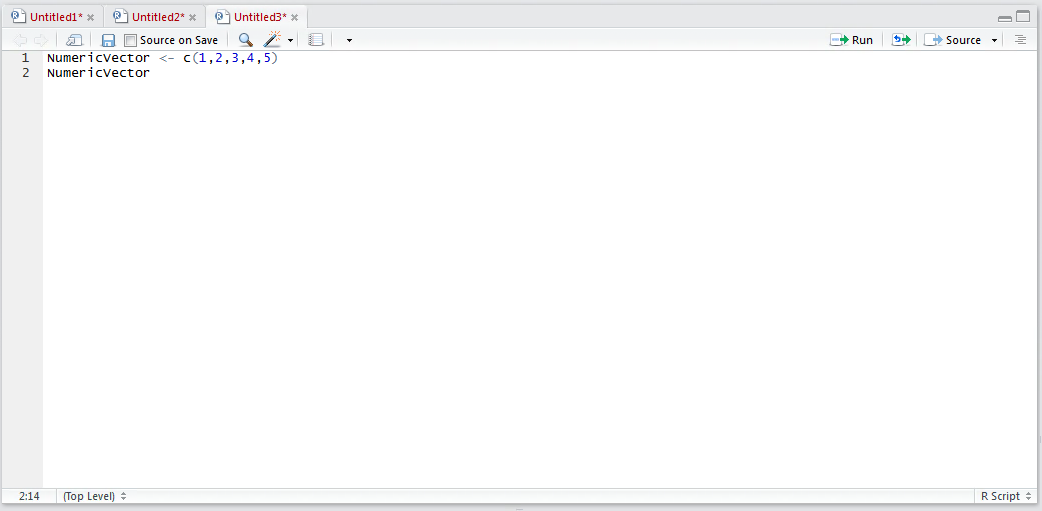 Untitled1* Untitled2* Untitled3*
Source on Save Run Source
1 NumericVector <- c(1,2,3,4,5)
2 NumericVector
2:14 (Top Level) R Script